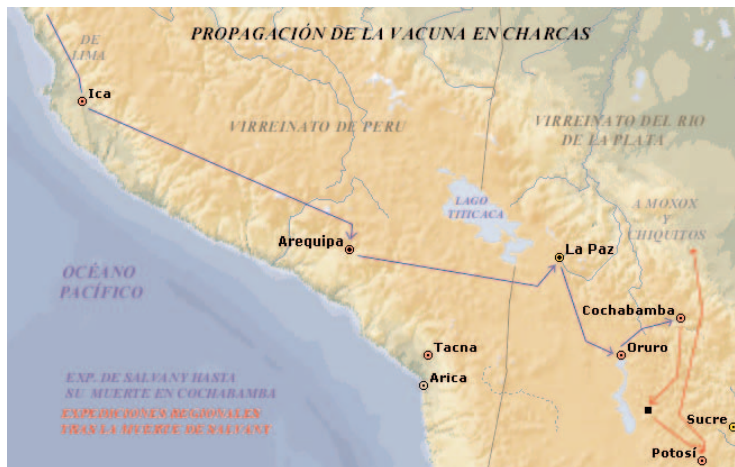 PROPAGACIÓN DE LA VACUNA EN CHARCAS
DE
LIMA
Ica
VIRREINATO DE PERU
VIRREINATO DEL RIO
DE LA PLATA
LAGO
TITICACA
A MOXOX
Y
CHIQUITOS
Arequipa
La Paz
OCÉANO
PACÍFICO
Cochabamba
Tacna
Oruro
Arica
EXP. DE SALVANY HASTA
SU MUERTE EN COCHABAMBA
Sucre
Potosí